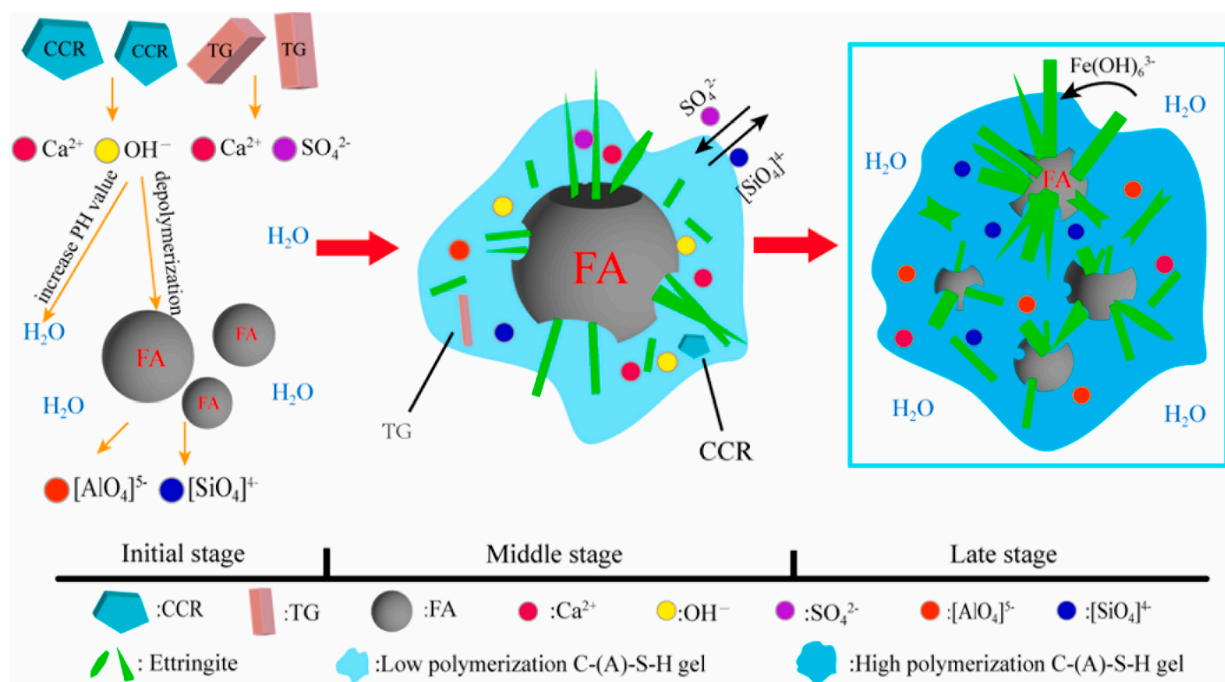 CCR
CCR
TG
TG
Ca²⁺
OH⁻
Ca²⁺
SO₄²⁻
increase PH value
depolymerization
H₂O
FA
FA
FA
H₂O
H₂O
[AlO₄]⁵⁻
[SiO₄]⁴⁻
H₂O
SO₄²⁻
[SiO₄]⁴⁻
FA
TG
CCR
Fe(OH)₆³⁻
H₂O
H₂O
FA
H₂O
H₂O
Initial stage
Middle stage
Late stage
:CCR
:TG
:FA
:Ca²⁺
:OH⁻
:SO₄²⁻
:[AlO₄]⁵⁻
:[SiO₄]⁴⁻
: Ettringite
:Low polymerization C-(A)-S-H gel
:High polymerization C-(A)-S-H gel